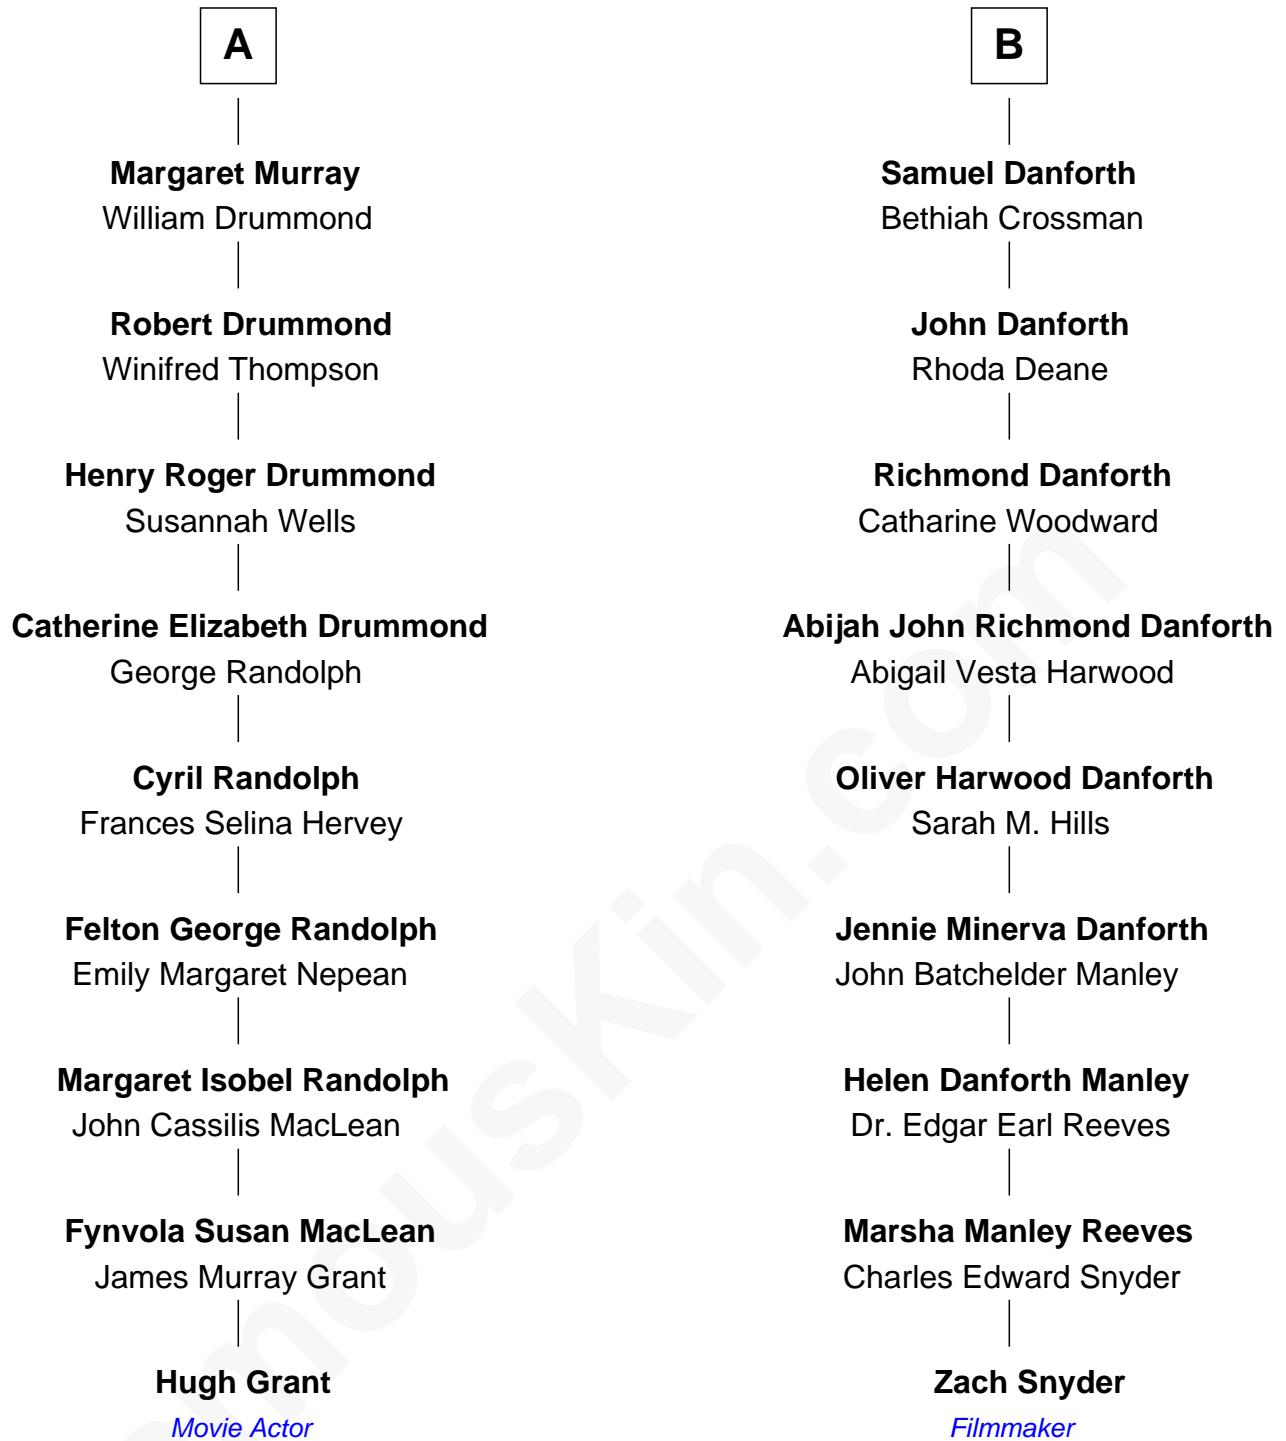 A
Margaret Murray
William Drummond
Robert Drummond
Winifred Thompson
Henry Roger Drummond
Susannah Wells
Catherine Elizabeth Drummond
George Randolph
Cyril Randolph
Frances Selina Hervey
Felton George Randolph
Emily Margaret Nepean
Margaret Isobel Randolph
John Cassilis MacLean
Fynvola Susan MacLean
James Murray Grant
Hugh Grant
Movie Actor
B
Samuel Danforth
Bethiah Crossman
John Danforth
Rhoda Deane
Richmond Danforth
Catharine Woodward
Abijah John Richmond Danforth
Abigail Vesta Harwood
Oliver Harwood Danforth
Sarah M. Hills
Jennie Minerva Danforth
John Batchelder Manley
Helen Danforth Manley
Dr. Edgar Earl Reeves
Marsha Manley Reeves
Charles Edward Snyder
Zach Snyder
Filmmaker
mousKin.com